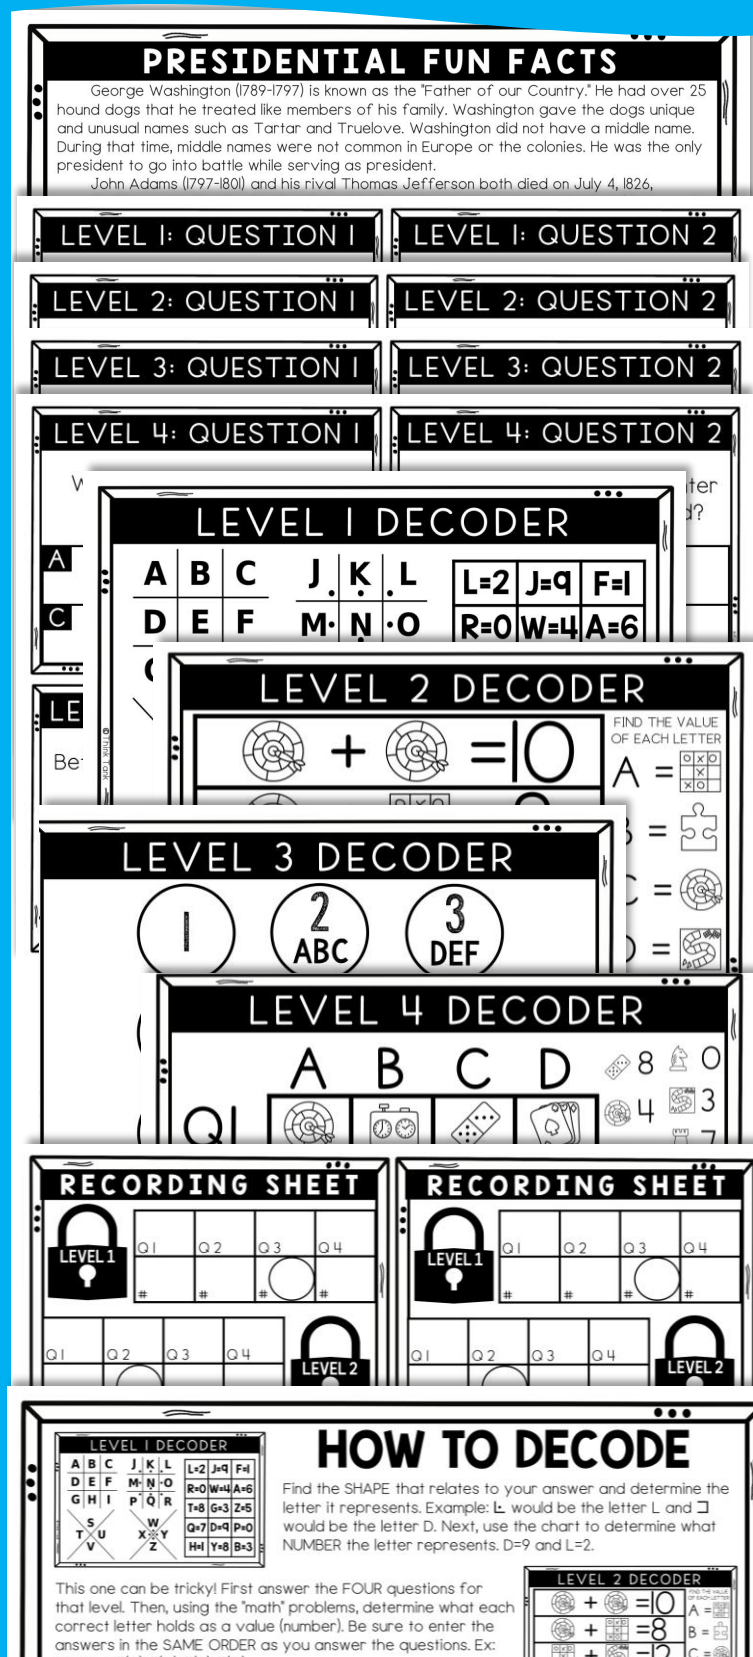 PRESIDENTIAL FUN FACTS
George Washington (1789-1797) is known as the "Father of our Country." He had over 25
hound dogs that he treated like members of his family. Washington gave the dogs unique
and unusual names such as Tartar and Truelove. Washington did not have a middle name.
During that time, middle names were not common in Europe or the colonies. He was the only
president to go into battle while serving as president.
John Adams (1797-1801) and his rival Thomas Jefferson both died on July 4, 1826,
LEVEL 1: QUESTION 1
LEVEL 1: QUESTION 2
LEVEL 2: QUESTION 1
LEVEL 2: QUESTION 2
LEVEL 3: QUESTION 1
LEVEL 3: QUESTION 2
LEVEL 4: QUESTION 1
LEVEL 4: QUESTION 2
A
C
LE
LEVEL 1 DECODER
A B C J K L L=2 J=9 F=1
D E F M N O R=0 W=4 A=6
© Think Tank
LEVEL 2 DECODER
+ =10
FIND THE VALUE
OF EACH LETTER
A =
=
=
=
LEVEL 3 DECODER
1 2 3
ABC DEF
LEVEL 4 DECODER
A B C D
8 0
Q1
4 3
7
RECORDING SHEET
LEVEL 1
Q1 Q2 Q3 Q4
# # # #
Q1 Q2 Q3 Q4
LEVEL 2
RECORDING SHEET
LEVEL 1
Q1 Q2 Q3 Q4
# # # #
Q1 Q2 Q3 Q4
LEVEL 2
LEVEL 1 DECODER
A B C J K L L=2 J=9 F=1
D E F M N O R=0 W=4 A=6
G H I P Q R T=8 G=3 Z=5
S W
T U X Y Q=7 D=9 P=0
V Z H=1 Y=8 B=3
HOW TO DECODE
Find the SHAPE that relates to your answer and determine the
letter it represents. Example: would be the letter L and
would be the letter D. Next, use the chart to determine what
NUMBER the letter represents. D=9 and L=2.
This one can be tricky! First answer the FOUR questions for
that level. Then, using the "math" problems, determine what each
correct letter holds as a value (number). Be sure to enter the
answers in the SAME ORDER as you answer the questions. Ex:
LEVEL 2 DECODER
+ =10
A =
+ =8
B =
+ =12
C =